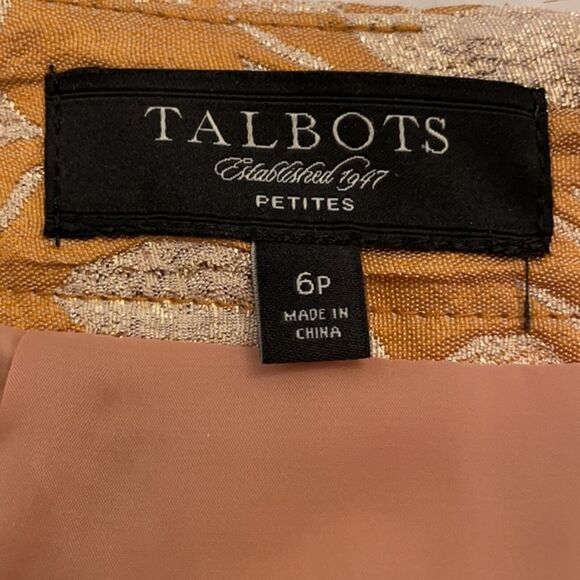 TALBOTS
Established 1947
PETITES
6P
MADE IN
CHINA